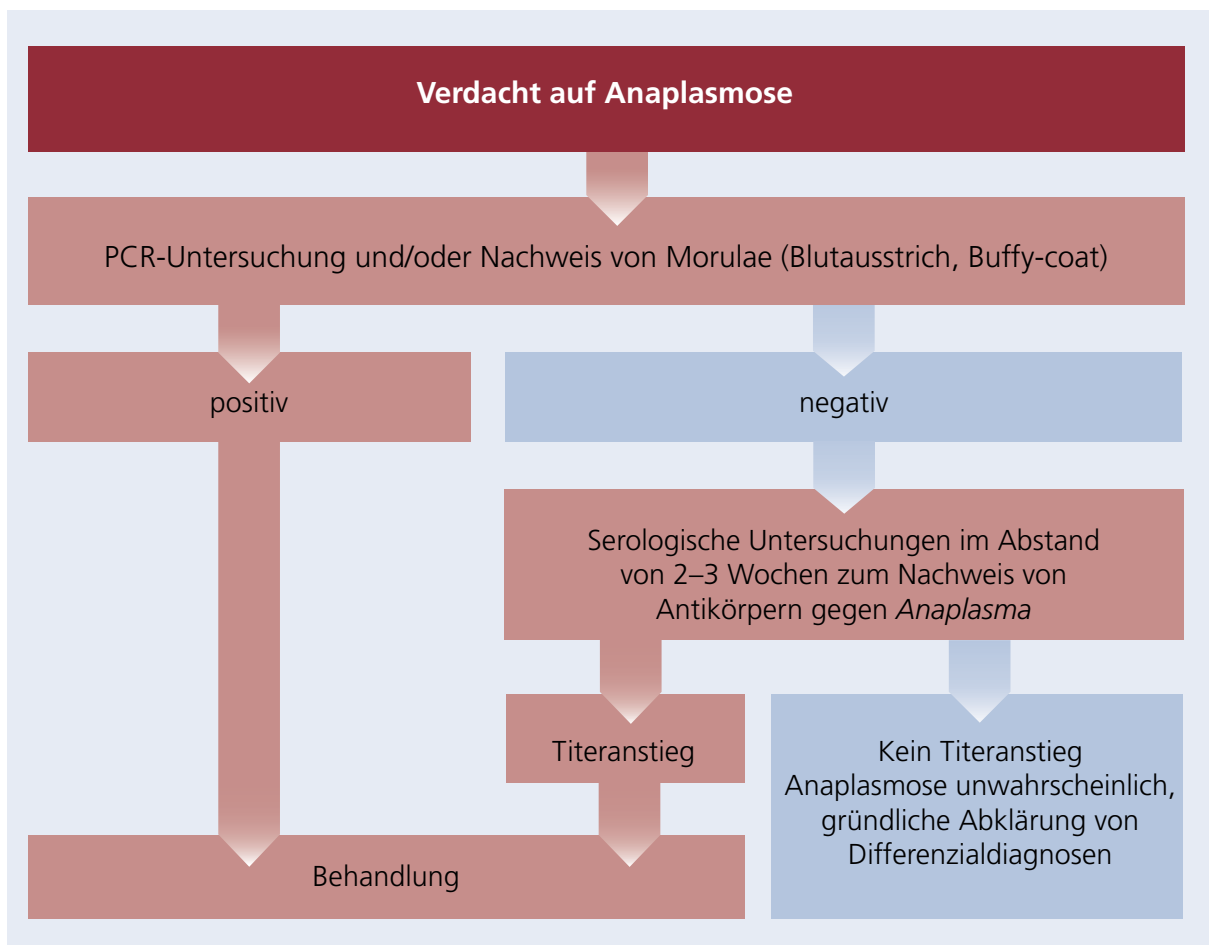 Verdacht auf Anaplasmose
PCR-Untersuchung und/oder Nachweis von Morulae (Blutausstrich, Buffy-coat)
positiv
negativ
Serologische Untersuchungen im Abstand
von 2–3 Wochen zum Nachweis von
Antikörpern gegen Anaplasma
Titeranstieg
Kein Titeranstieg
Anaplasmose unwahrscheinlich,
gründliche Abklärung von
Differenzialdiagnosen
Behandlung